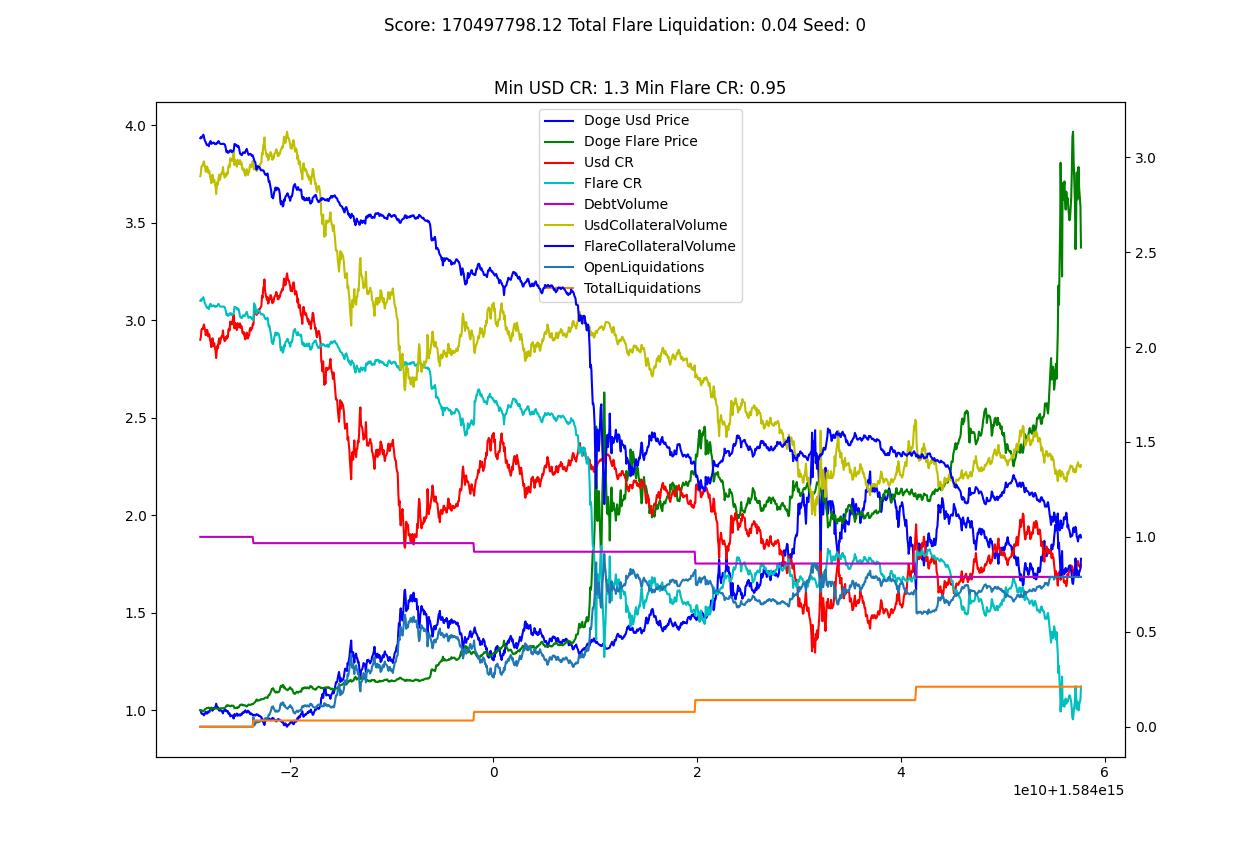 Score: 170497798.12 Total Flare Liquidation: 0.04 Seed: 0
Min USD CR: 1.3 Min Flare CR: 0.95
Doge Usd Price
Doge Flare Price
Usd CR
Flare CR
DebtVolume
UsdCollateralVolume
FlareCollateralVolume
OpenLiquidations
TotalLiquidations
4.0
3.5
3.0
2.5
2.0
1.5
1.0
3.0
2.5
2.0
1.5
1.0
0.5
0.0
−2
0
2
4
6
1e10+1.584e15